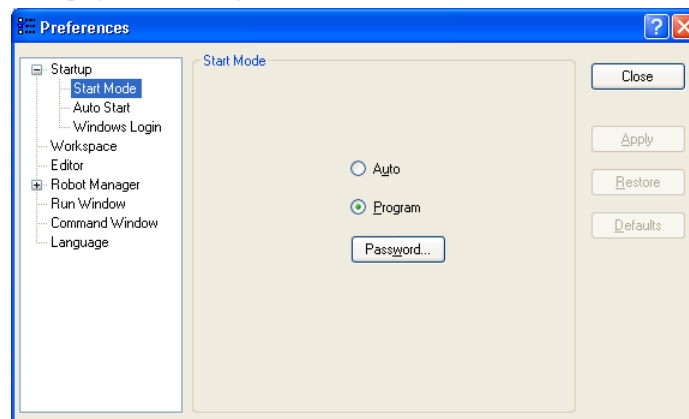 Preferences
Startup
Start Mode
Auto Start
Windows Login
Workspace
Editor
Robot Manager
Run Window
Command Window
Language
Start Mode
Auto
Program
Password...
Close
Apply
Restore
Defaults